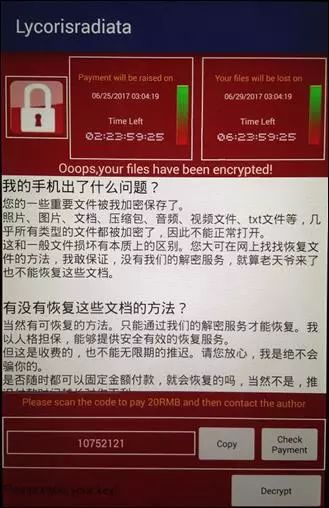 Lycorisradiata
Payment will be raised on
06/25/2017 03:04:19
Time Left
02:23:59:25
Your files will be lost on
06/29/2017 03:04:19
Time Left
06:23:59:25
Ooops,your files have been encrypted!
我的手机出了什么问题？
您的一些重要文件被我加密保存了。
照片、图片、文档、压缩包、音频、视频文件、txt文件等，几
乎所有类型的文件都被加密了，因此不能正常打开。
这和一般文件损坏有本质上的区别。您大可在网上找找恢复文
件的方法，我敢保证，没有我们的解密服务，就算老天爷来了
也不能恢复这些文档。
有没有恢复这些文档的方法？
当然有可恢复的方法。只能通过我们的解密服务才能恢复。我
以人格担保，能够提供安全有效的恢复服务。
但这是收费的，也不能无限期的推迟。请您放心，我是绝不会
骗你的。
是否随时都可以固定金额付款，就会恢复的吗，当然不是，推
Please scan the code to pay 20RMB and then contact the author
10752121
Copy
Check
Payment
your key
Decrypt